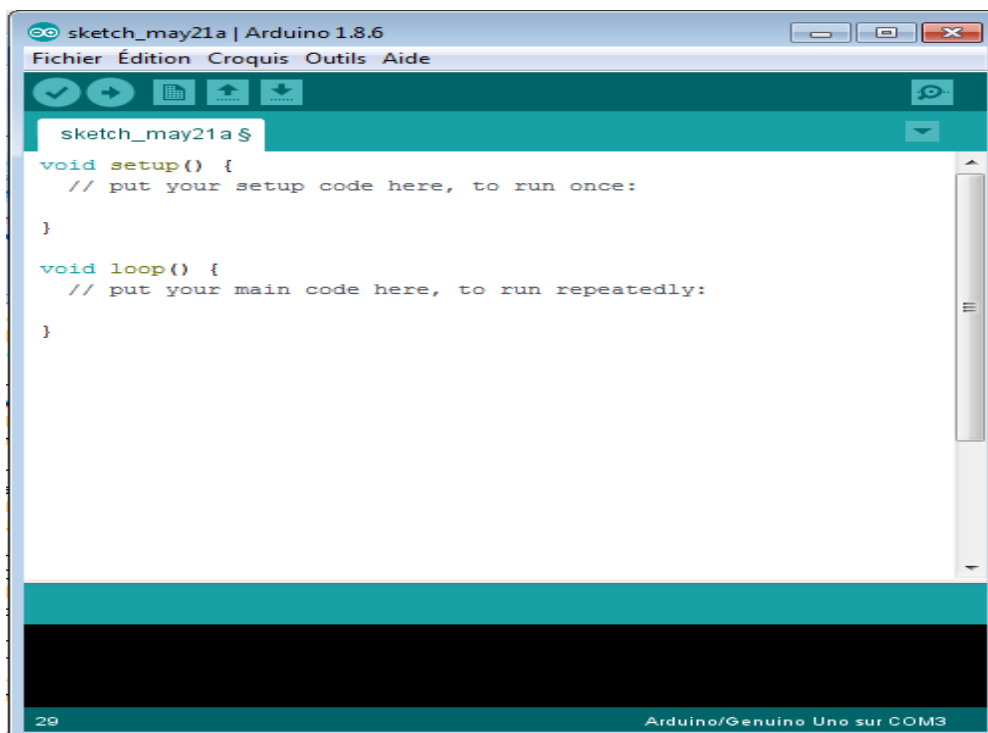 sketch_may21a | Arduino 1.8.6
Fichier Édition Croquis Outils Aide
sketch_may21a §
void setup() {
// put your setup code here, to run once:
}
void loop() {
// put your main code here, to run repeatedly:
}
29
Arduino/Genuino Uno sur COM3